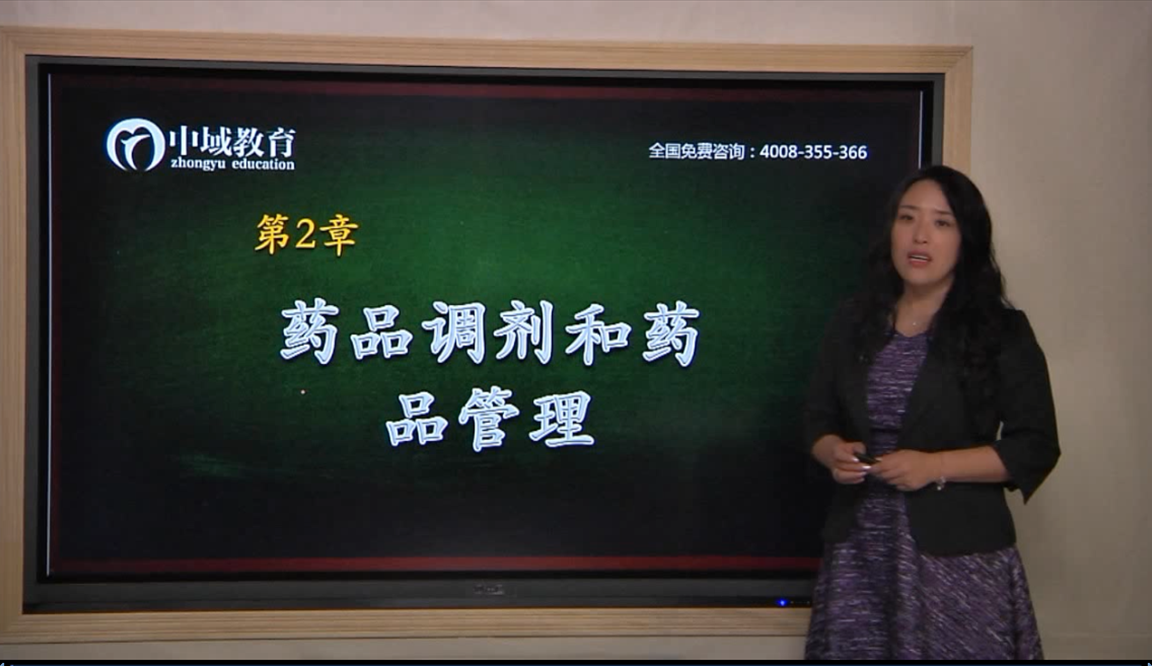 中域教育
zhongyu education
全国免费咨询：4008-355-366
第2章
药品调剂和药
品管理